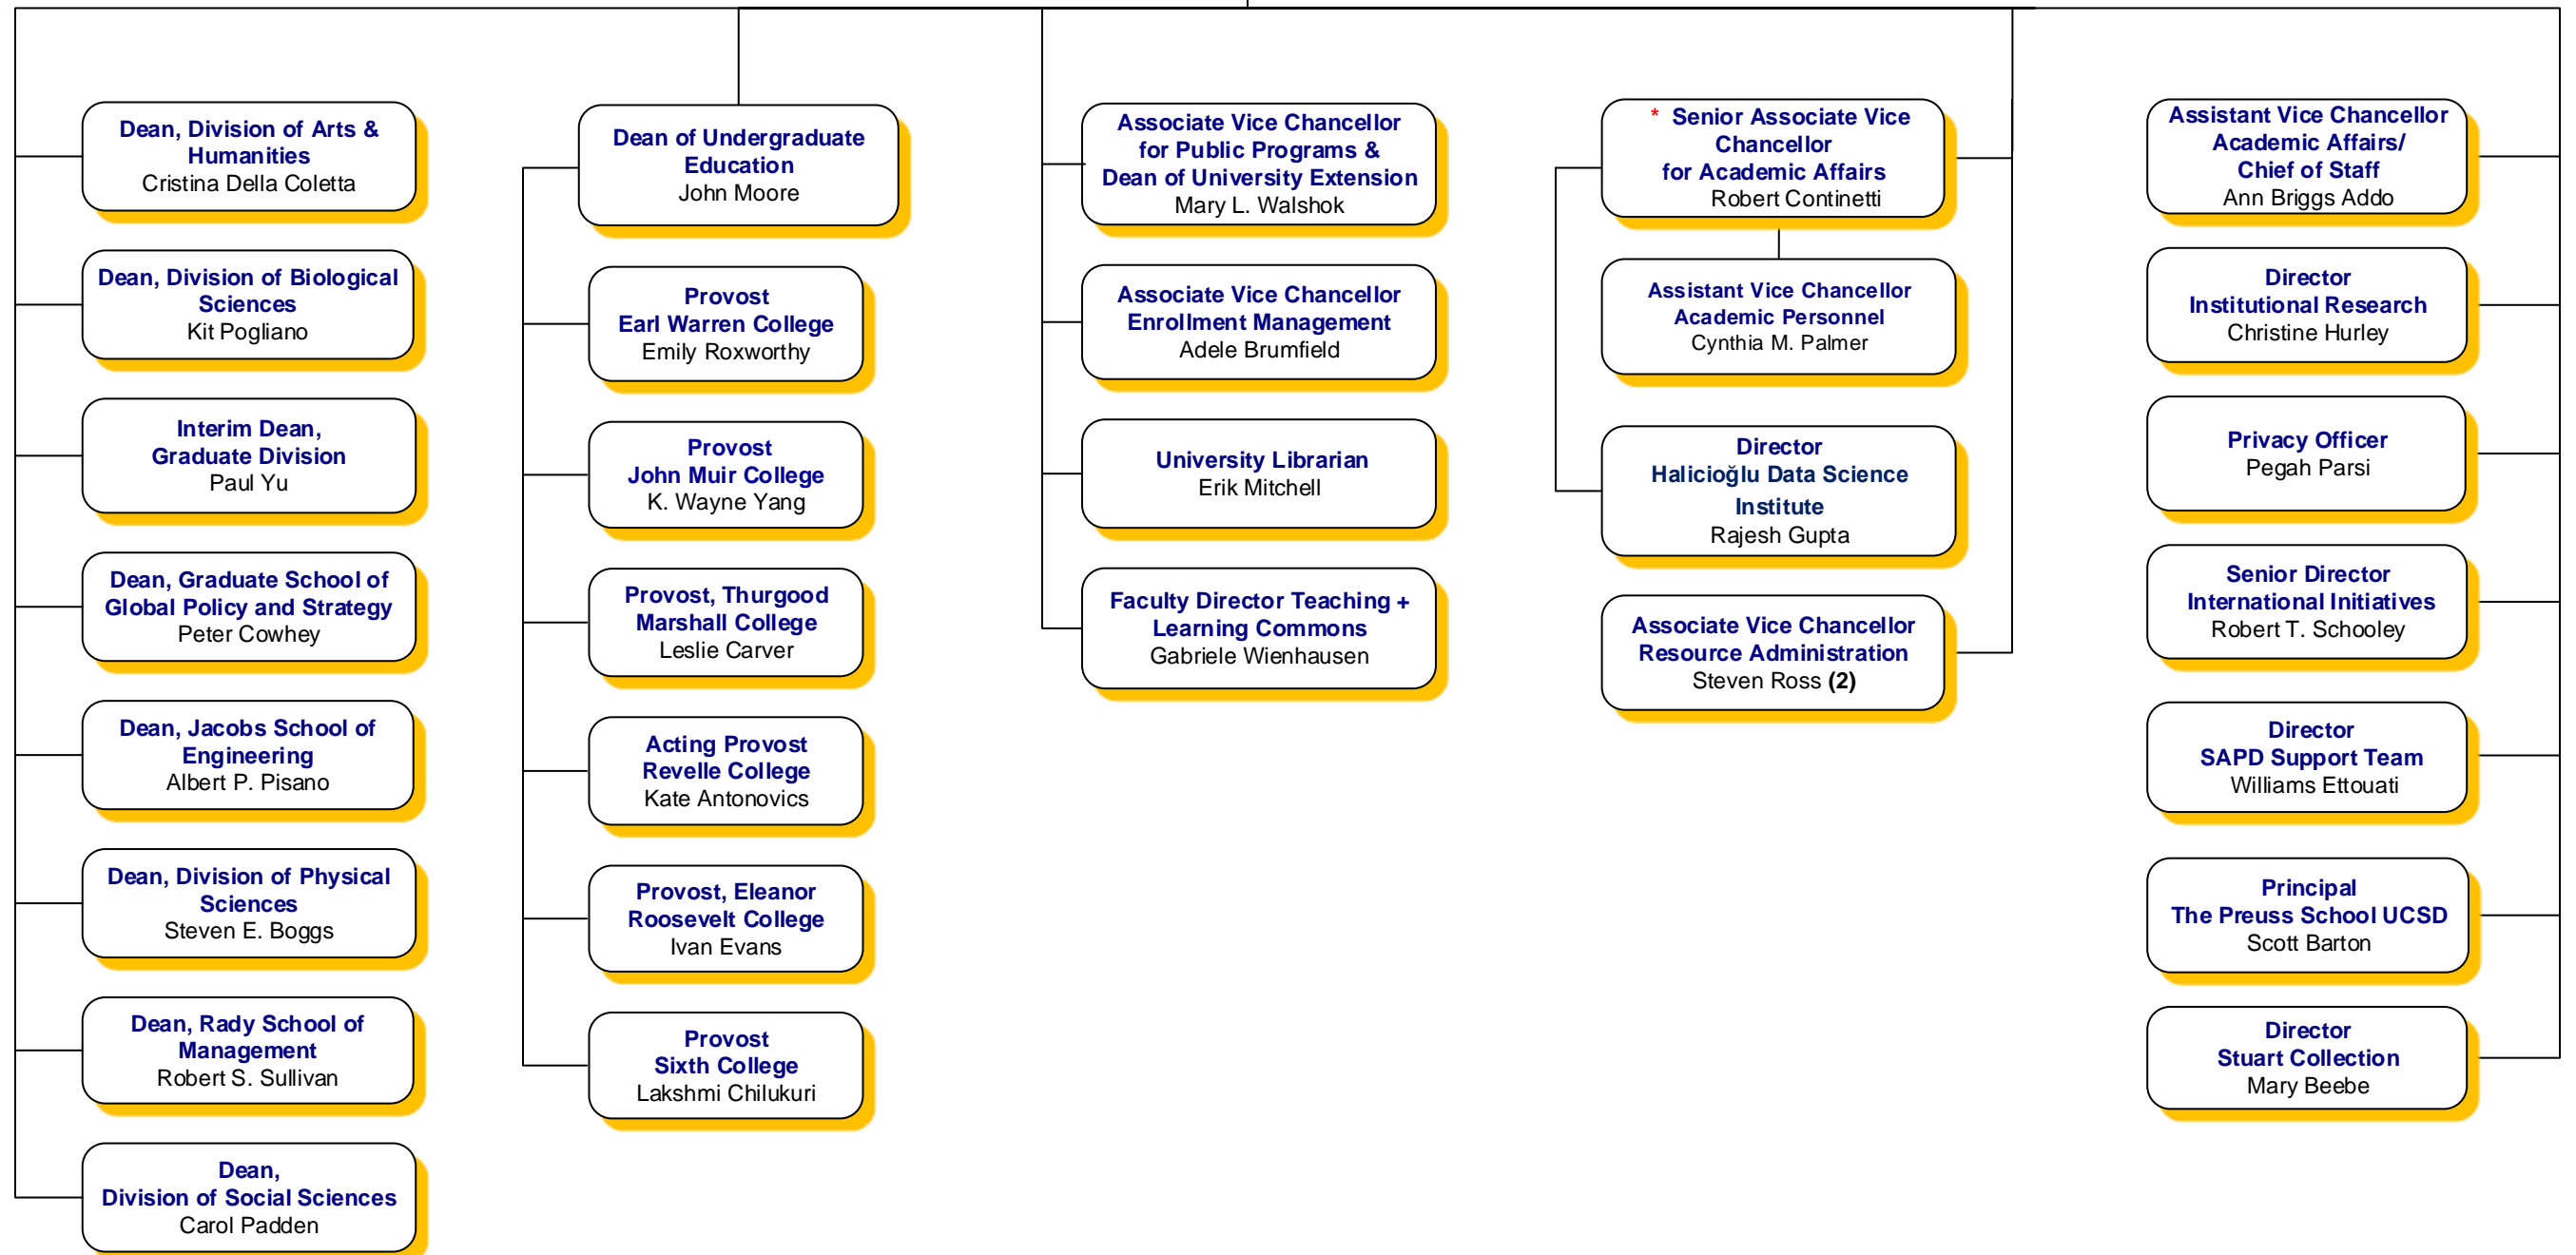 Dean, Division of Arts &
Humanities
Cristina Della Coletta
Dean, Division of Biological
Sciences
Kit Pogliano
Interim Dean,
Graduate Division
Paul Yu
Dean, Graduate School of
Global Policy and Strategy
Peter Cowhey
Dean, Jacobs School of
Engineering
Albert P. Pisano
Dean, Division of Physical
Sciences
Steven E. Boggs
Dean, Rady School of
Management
Robert S. Sullivan
Dean,
Division of Social Sciences
Carol Padden
Dean of Undergraduate
Education
John Moore
Provost
Earl Warren College
Emily Roxworthy
Provost
John Muir College
K. Wayne Yang
Provost, Thurgood
Marshall College
Leslie Carver
Acting Provost
Revelle College
Kate Antonovics
Provost, Eleanor
Roosevelt College
Ivan Evans
Provost
Sixth College
Lakshmi Chilukuri
Associate Vice Chancellor
for Public Programs &
Dean of University Extension
Mary L. Walshok
Associate Vice Chancellor
Enrollment Management
Adele Brumfield
University Librarian
Erik Mitchell
Faculty Director Teaching +
Learning Commons
Gabriele Wienhausen
* Senior Associate Vice
Chancellor
for Academic Affairs
Robert Continetti
Assistant Vice Chancellor
Academic Personnel
Cynthia M. Palmer
Director
Halicioğlu Data Science
Institute
Rajesh Gupta
Associate Vice Chancellor
Resource Administration
Steven Ross (2)
Assistant Vice Chancellor
Academic Affairs/
Chief of Staff
Ann Briggs Addo
Director
Institutional Research
Christine Hurley
Privacy Officer
Pegah Parsi
Senior Director
International Initiatives
Robert T. Schooley
Director
SAPD Support Team
Williams Ettouati
Principal
The Preuss School UCSD
Scott Barton
Director
Stuart Collection
Mary Beebe